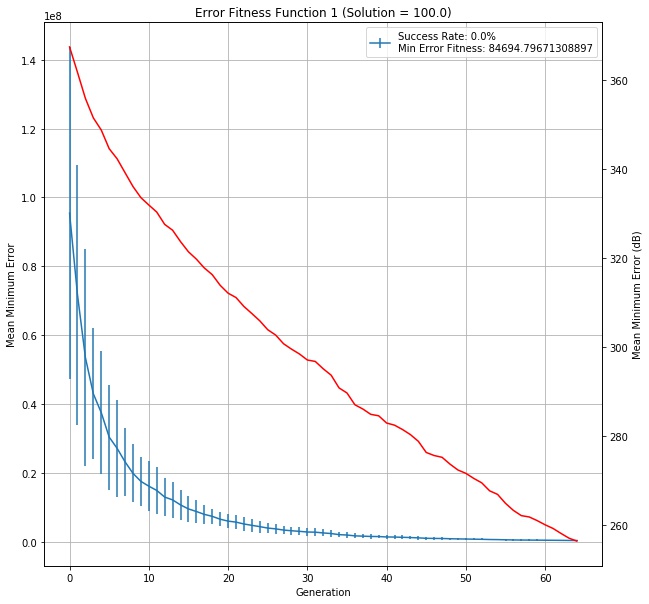 Error Fitness Function 1 (Solution = 100.0)
1e8
Success Rate: 0.0%
Min Error Fitness: 84694.79671308897
1.4
1.2
1.0
0.8
0.6
0.4
0.2
0.0
Mean Minimum Error
360
340
320
300
280
260
Mean Minimum Error (dB)
0 10 20 30 40 50 60
Generation